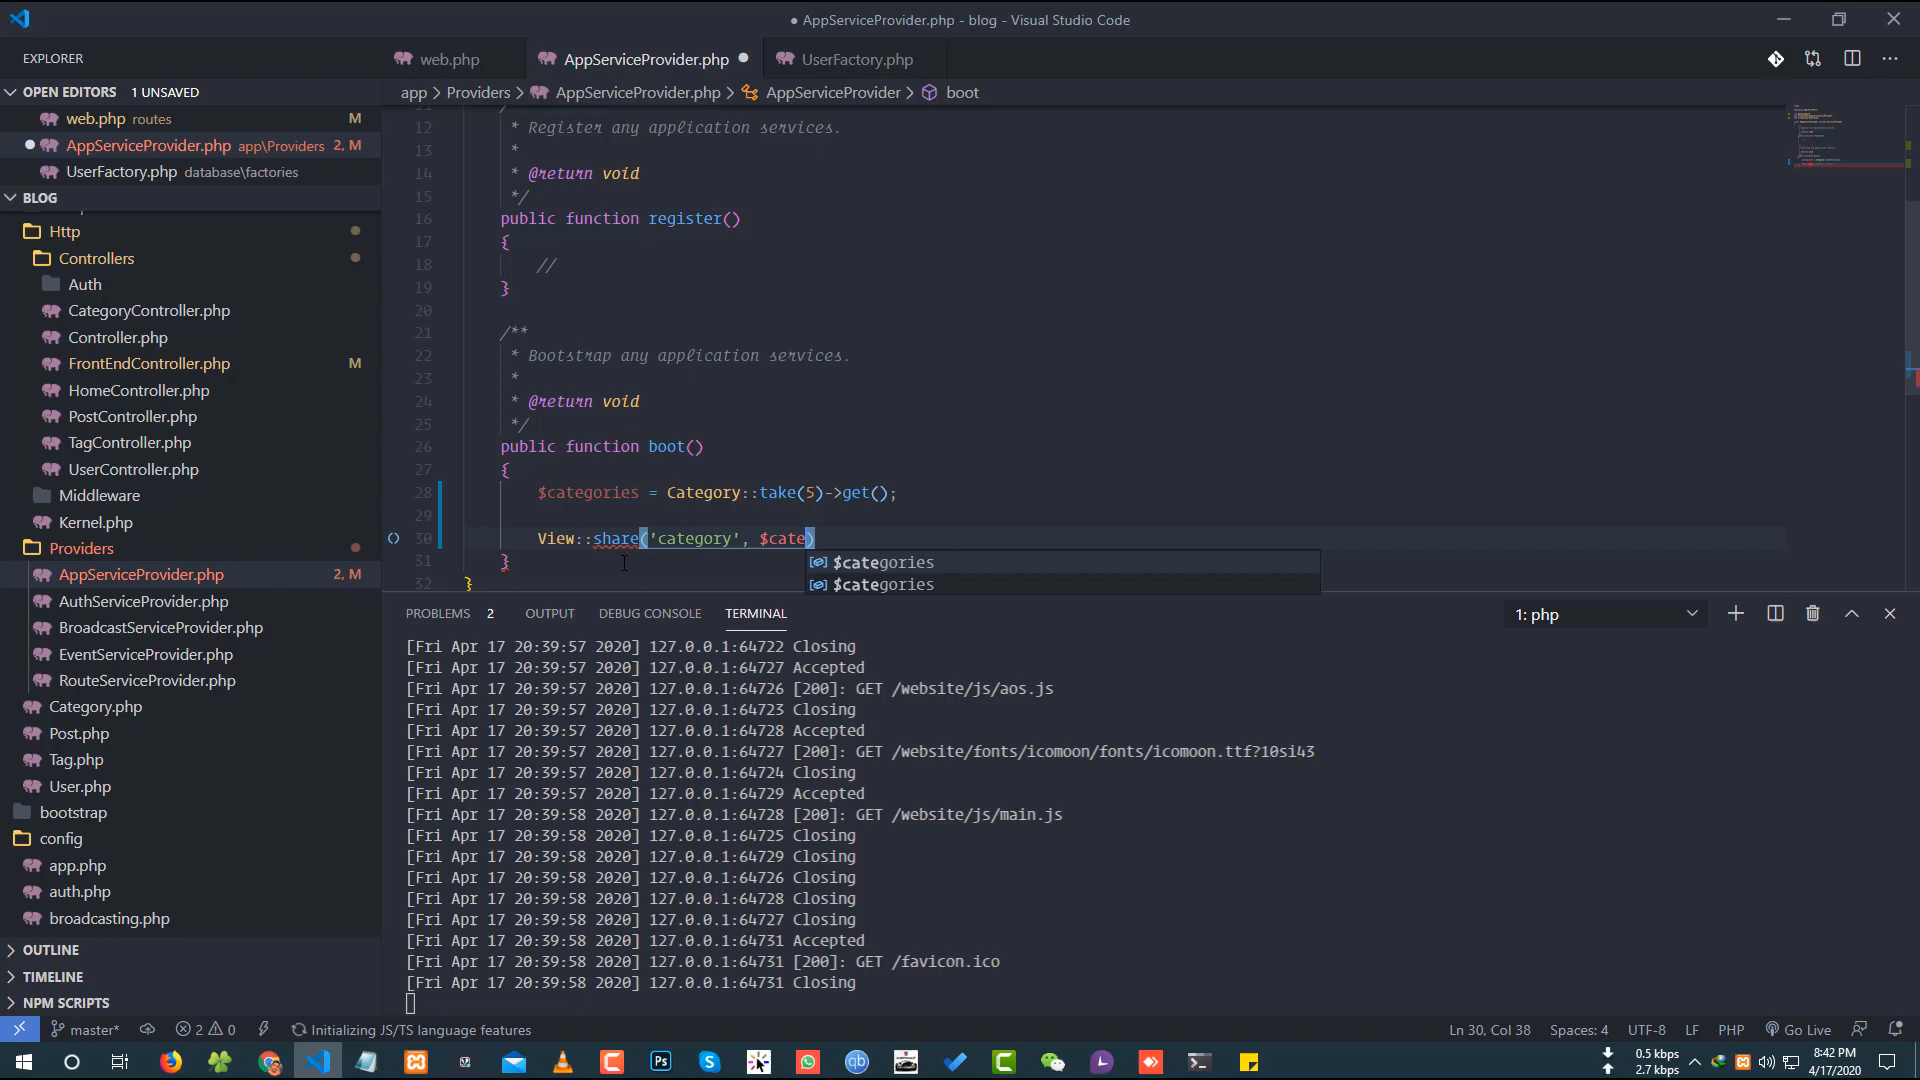 ● AppServiceProvider.php - blog - Visual Studio Code
EXPLORER
web.php
AppServiceProvider.php
UserFactory.php
OPEN EDITORS 1 UNSAVED
app > Providers > AppServiceProvider.php > AppServiceProvider > boot
web.php routes M
AppServiceProvider.php app\Providers 2, M
UserFactory.php database\factories
BLOG
Http
Controllers
Auth
CategoryController.php
Controller.php
FrontEndController.php M
HomeController.php
PostController.php
TagController.php
UserController.php
Middleware
Kernel.php
Providers
AppServiceProvider.php 2, M
AuthServiceProvider.php
BroadcastServiceProvider.php
EventServiceProvider.php
RouteServiceProvider.php
Category.php
Post.php
Tag.php
User.php
bootstrap
config
app.php
auth.php
broadcasting.php
OUTLINE
TIMELINE
NPM SCRIPTS
12 * Register any application services.
13 *
14 * @return void
15 */
16 public function register()
17 {
18 //
19 }
20
21 /**
22 * Bootstrap any application services.
23 *
24 * @return void
25 */
26 public function boot()
27 {
28 $categories = Category::take(5)->get();
29
30 View::share('category', $cate)
31 }
32 }
$categories
$categories
PROBLEMS 2 OUTPUT DEBUG CONSOLE TERMINAL 1: php
[Fri Apr 17 20:39:57 2020] 127.0.0.1:64722 Closing
[Fri Apr 17 20:39:57 2020] 127.0.0.1:64727 Accepted
[Fri Apr 17 20:39:57 2020] 127.0.0.1:64726 [200]: GET /website/js/aos.js
[Fri Apr 17 20:39:57 2020] 127.0.0.1:64723 Closing
[Fri Apr 17 20:39:57 2020] 127.0.0.1:64728 Accepted
[Fri Apr 17 20:39:57 2020] 127.0.0.1:64727 [200]: GET /website/fonts/icomoon/fonts/icomoon.ttf?10si43
[Fri Apr 17 20:39:57 2020] 127.0.0.1:64724 Closing
[Fri Apr 17 20:39:57 2020] 127.0.0.1:64729 Accepted
[Fri Apr 17 20:39:58 2020] 127.0.0.1:64728 [200]: GET /website/js/main.js
[Fri Apr 17 20:39:58 2020] 127.0.0.1:64725 Closing
[Fri Apr 17 20:39:58 2020] 127.0.0.1:64729 Closing
[Fri Apr 17 20:39:58 2020] 127.0.0.1:64726 Closing
[Fri Apr 17 20:39:58 2020] 127.0.0.1:64728 Closing
[Fri Apr 17 20:39:58 2020] 127.0.0.1:64727 Closing
[Fri Apr 17 20:39:58 2020] 127.0.0.1:64731 Accepted
[Fri Apr 17 20:39:58 2020] 127.0.0.1:64731 [200]: GET /favicon.ico
[Fri Apr 17 20:39:58 2020] 127.0.0.1:64731 Closing
master* 2 0 Initializing JS/TS language features Ln 30, Col 38 Spaces: 4 UTF-8 LF PHP Go Live
0.5 kbps
2.7 kbps
8:42 PM
4/17/2020